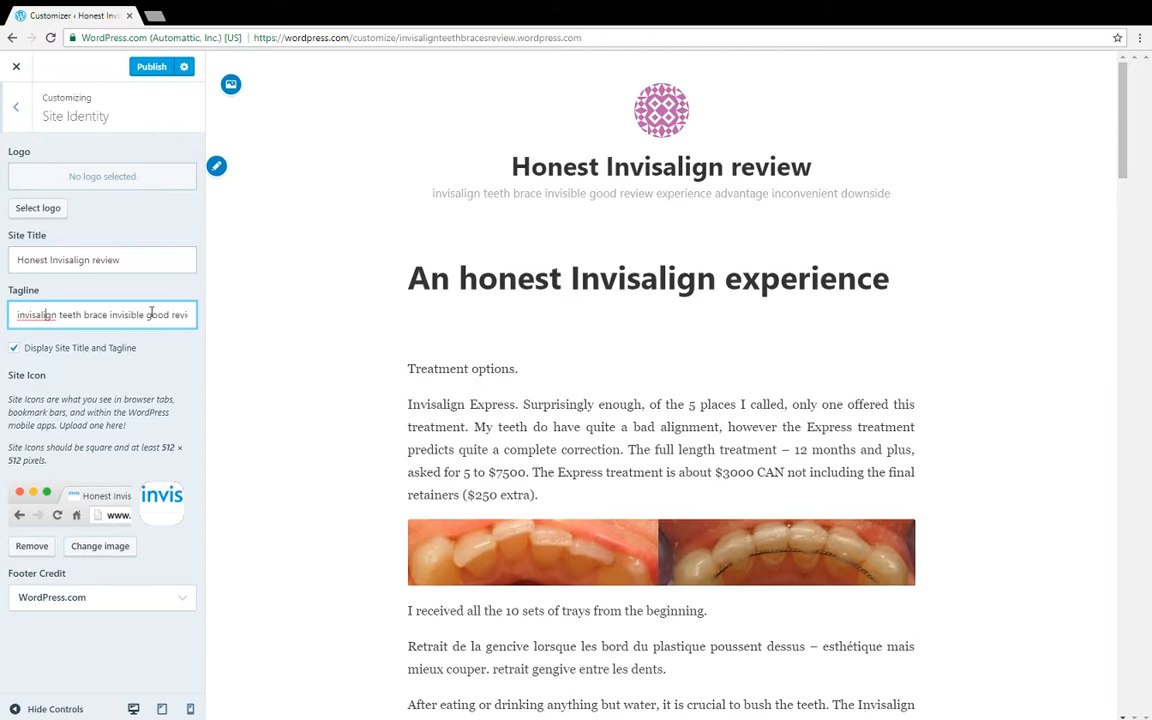 Customizer ‹ Honest Inv
WordPress.com (Automattic, Inc.) [US]
https://wordpress.com/customize/invisalignteethbracesreview.wordpress.com
Publish
Customizing
Site Identity
Logo
No logo selected
Select logo
Site Title
Honest Invisalign review
Tagline
invisalign teeth brace invisible good revi
Display Site Title and Tagline
Site Icon
Site Icons are what you see in browser tabs,
bookmark bars, and within the WordPress
mobile apps. Upload one here!
Site Icons should be square and at least 512 ×
512 pixels.
invis Honest Invis
www.
invis
Remove
Change image
Footer Credit
WordPress.com
Hide Controls
Honest Invisalign review
invisalign teeth brace invisible good review experience advantage inconvenient downside
An honest Invisalign experience
Treatment options.
Invisalign Express. Surprisingly enough, of the 5 places I called, only one offered this
treatment. My teeth do have quite a bad alignment, however the Express treatment
predicts quite a complete correction. The full length treatment – 12 months and plus,
asked for 5 to $7500. The Express treatment is about $3000 CAN not including the final
retainers ($250 extra).
I received all the 10 sets of trays from the beginning.
Retrait de la gencive lorsque les bord du plastique poussent dessus – esthétique mais
mieux couper. retrait gengive entre les dents.
After eating or drinking anything but water, it is crucial to bush the teeth. The Invisalign